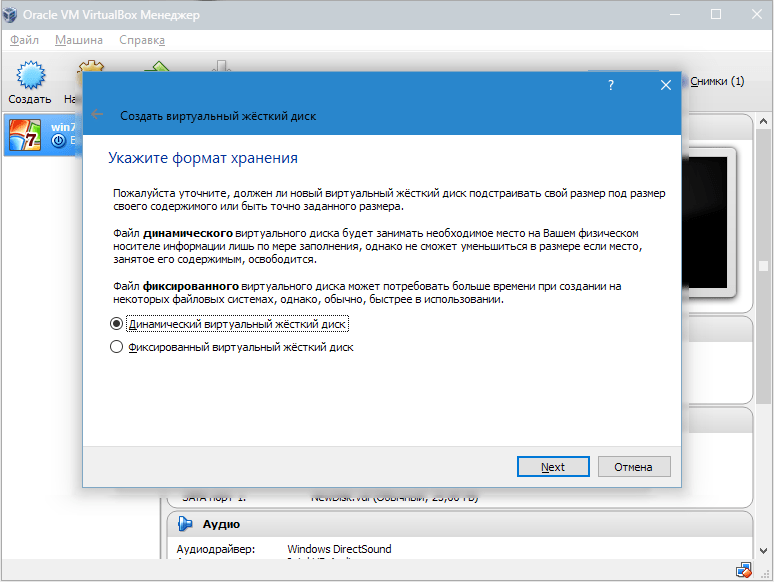 Oracle VM VirtualBox Менеджер
Файл Машина Справка
Создать
Снимки (1)
win7
?
Создать виртуальный жёсткий диск
Укажите формат хранения
Пожалуйста уточните, должен ли новый виртуальный жёсткий диск подстраивать свой размер под размер
своего содержимого или быть точно заданного размера.
Файл динамического виртуального диска будет занимать необходимое место на Вашем физическом
носителе информации лишь по мере заполнения, однако не сможет уменьшиться в размере если место,
занятое его содержимым, освободится.
Файл фиксированного виртуального диска может потребовать больше времени при создании на
некоторых файловых системах, однако, обычно, быстрее в использовании.
Динамический виртуальный жёсткий диск
Фиксированный виртуальный жёсткий диск
Next Отмена
Аудио
Аудиодрайвер: Windows DirectSound